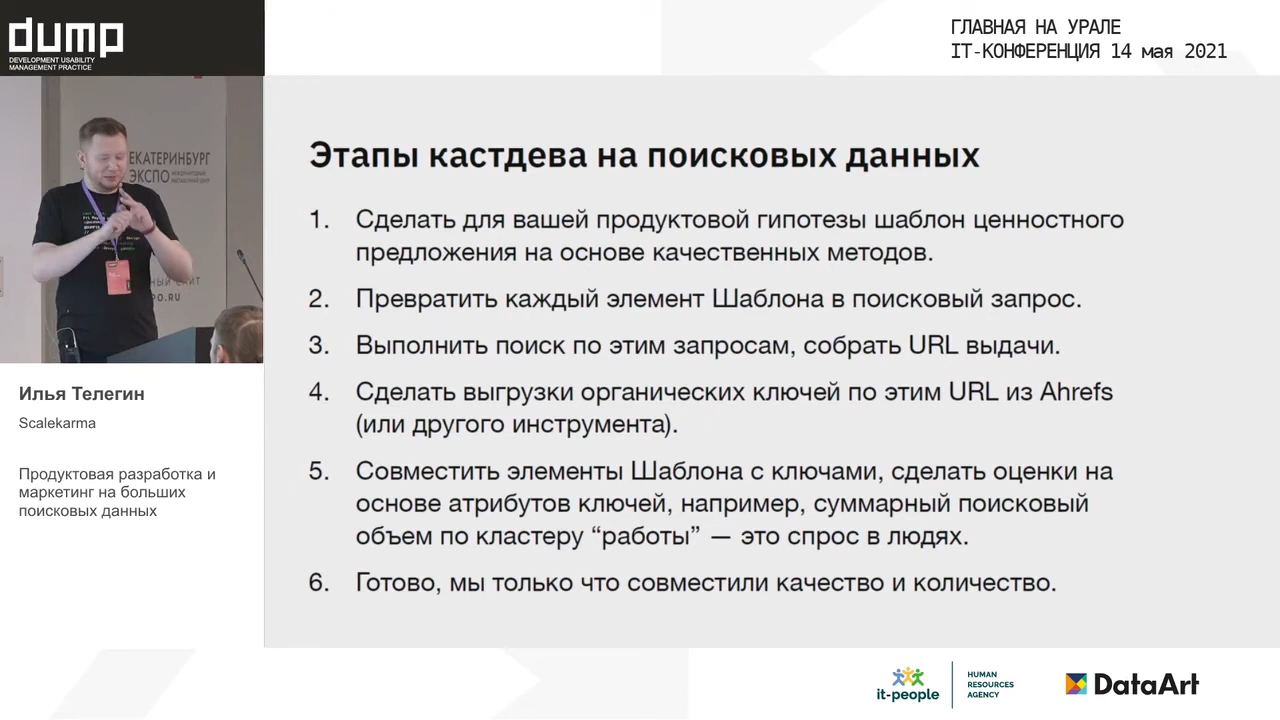 dump
DEVELOPMENT USABILITY
MANAGEMENT PRACTICE
ГЛАВНАЯ НА УРАЛЕ
IT-КОНФЕРЕНЦИЯ 14 мая 2021
ЕКАТЕРИНБУРГ
ЭКСПО
Этапы кастдева на поисковых данных
1. Сделать для вашей продуктовой гипотезы шаблон ценностного
предложения на основе качественных методов.
2. Превратить каждый элемент Шаблона в поисковый запрос.
3. Выполнить поиск по этим запросам, собрать URL выдачи.
4. Сделать выгрузки органических ключей по этим URL из Ahrefs
(или другого инструмента).
5. Совместить элементы Шаблона с ключами, сделать оценки на
основе атрибутов ключей, например, суммарный поисковый
объем по кластеру “работы” — это спрос в людях.
6. Готово, мы только что совместили качество и количество.
Илья Телегин
Scalekarma
Продуктовая разработка и
маркетинг на больших
поисковых данных
it-people
HUMAN
RESOURCES
AGENCY
DataArt